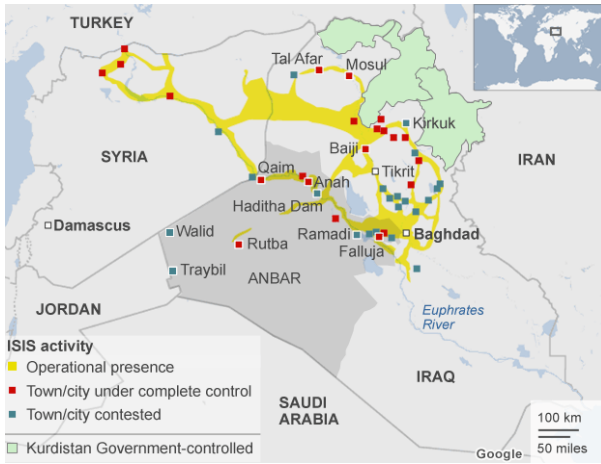 TURKEY
Tal Afar
Mosul
Kirkuk
SYRIA
Baiji
IRAN
Qaim
Tikrit
Anah
Haditha Dam
Damascus
Walid
Ramadi
Baghdad
Rutba
Falluja
Traybil
ANBAR
JORDAN
Euphrates
River
ISIS activity
Operational presence
Town/city under complete control
Town/city contested
Kurdistan Government-controlled
IRAQ
SAUDI
ARABIA
100 km
50 miles
Google